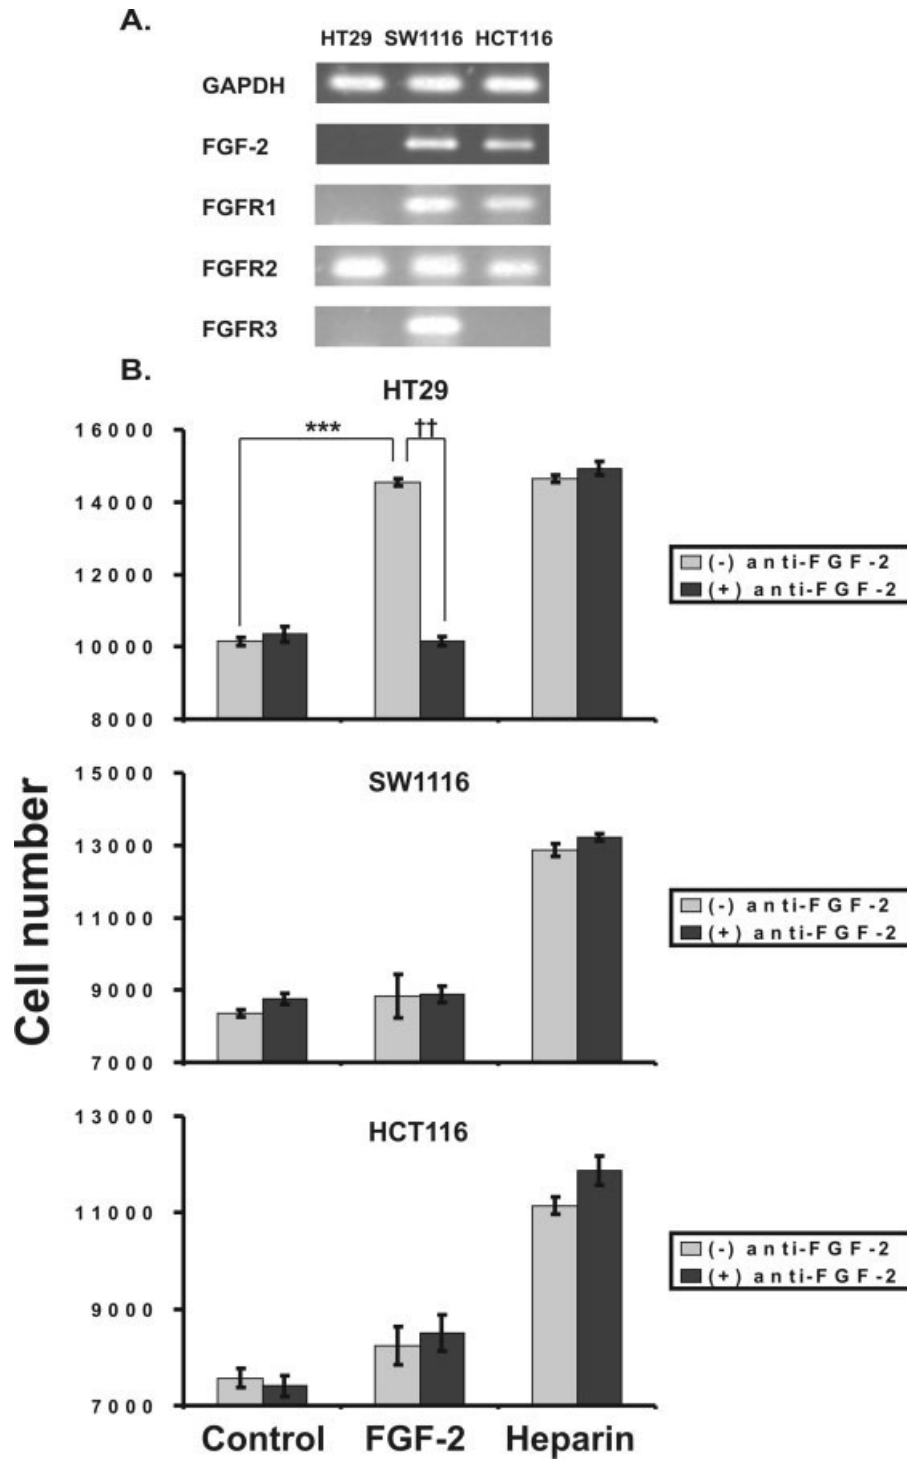 A.
HT29 SW1116 HCT116
GAPDH
FGF-2
FGFR1
FGFR2
FGFR3
B.
HT29
***
††
16000
14000
12000
10000
8000
(-) anti-FGF-2
(+) anti-FGF-2
Cell number
SW1116
15000
13000
11000
9000
7000
(-) anti-FGF-2
(+) anti-FGF-2
HCT116
13000
11000
9000
7000
(-) anti-FGF-2
(+) anti-FGF-2
Control FGF-2 Heparin